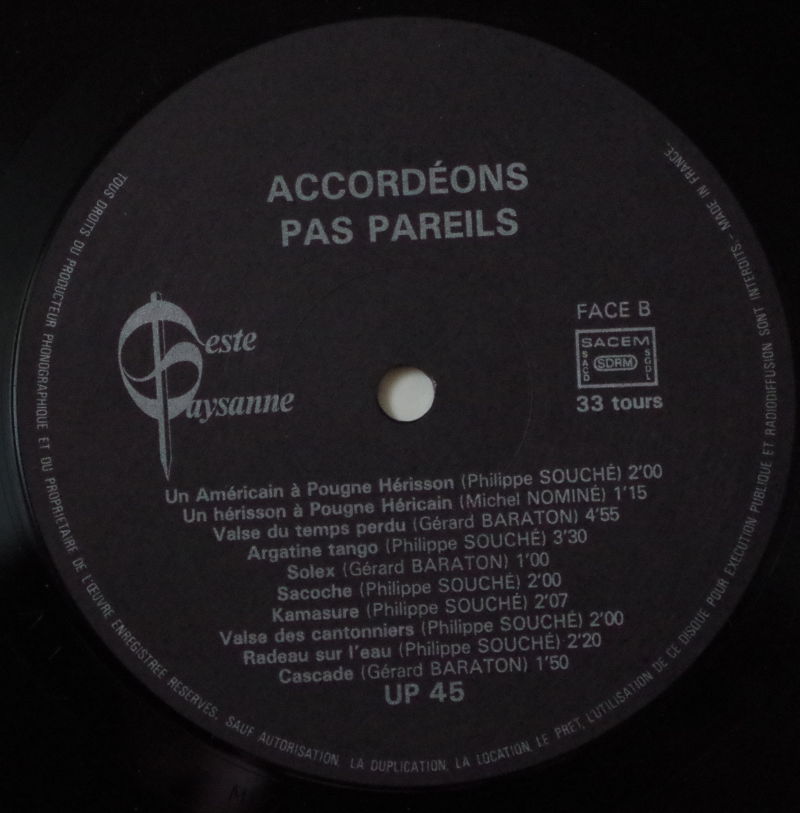 ACCORDÉONS
PAS PAREILS
Geste
Paysanne
FACE B
SACEM
SACD
SDRM
SGDL
33 tours
Un Américain à Pougne Hérisson (Philippe SOUCHÉ) 2'00
Un hérisson à Pougne Héricain (Michel NOMINÉ) 1'15
Valse du temps perdu (Gérard BARATON) 4'55
Argatine tango (Philippe SOUCHÉ) 3'30
Solex (Gérard BARATON) 1'00
Sacoche (Philippe SOUCHÉ) 2'00
Kamasure (Philippe SOUCHÉ) 2'07
Valse des cantonniers (Philippe SOUCHÉ) 2'00
Radeau sur l'eau (Philippe SOUCHÉ) 2'20
Cascade (Gérard BARATON) 1'50
UP 45
TOUS DROITS DU PRODUCTEUR PHONOGRAPHIQUE ET DU PROPRIETAIRE DE L'ŒUVRE ENREGISTREE RESERVES. SAUF AUTORISATION, LA DUPLICATION, LA LOCATION, LE PRET, L'UTILISATION DE CE DISQUE POUR EXECUTION PUBLIQUE ET RADIODIFFUSION SONT INTERDITS – MADE IN FRANCE.